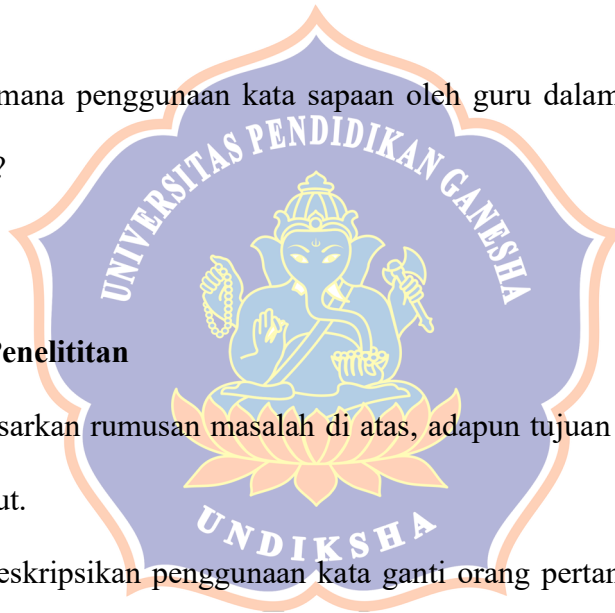 mana penggunaan kata sapaan oleh guru dalam
?
UNIVERSITAS PENDIDIKAN GANESHA
Penelititan
sarkan rumusan masalah di atas, adapun tujuan
ut.
UNDIKSHA
eskripsikan penggunaan kata ganti orang pertam